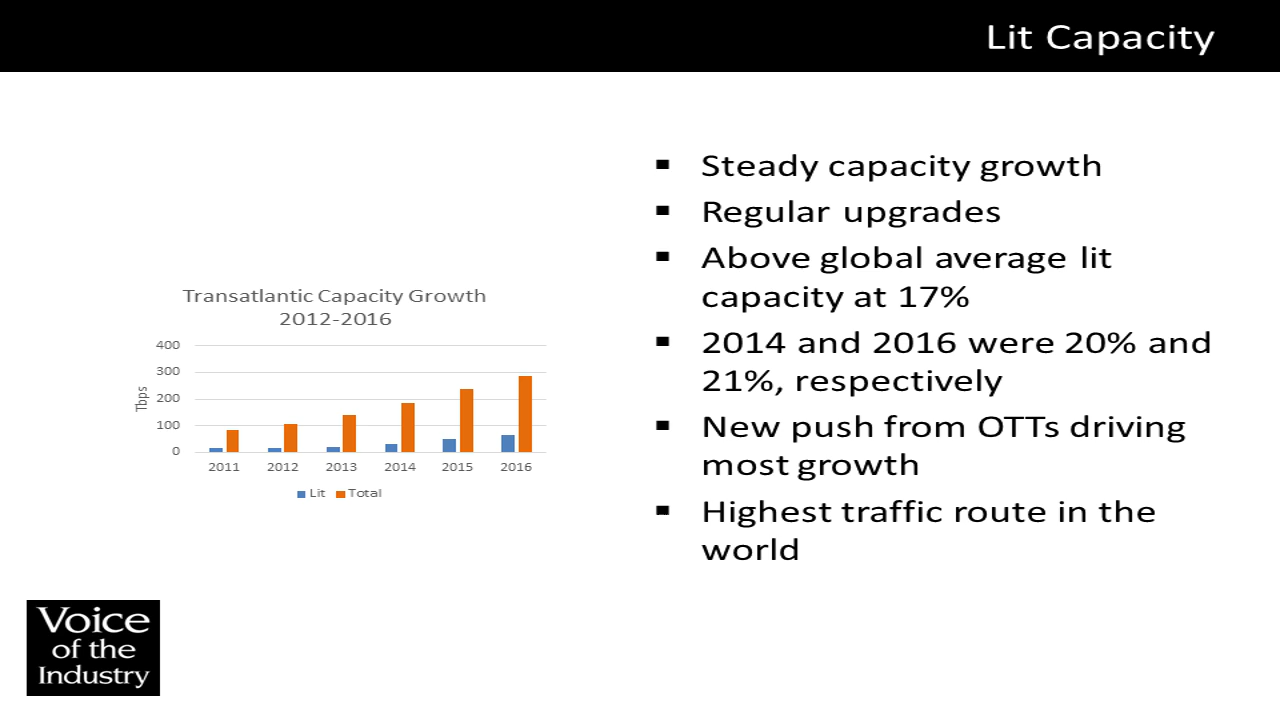 Lit Capacity
Steady capacity growth
Regular upgrades
Above global average lit
capacity at 17%
2014 and 2016 were 20% and
21%, respectively
New push from OTTs driving
most growth
Highest traffic route in the
world
Transatlantic Capacity Growth
2012-2016
Tbps
400
300
200
100
0
2011 2012 2013 2014 2015 2016
Lit Total
Voice
of the
Industry